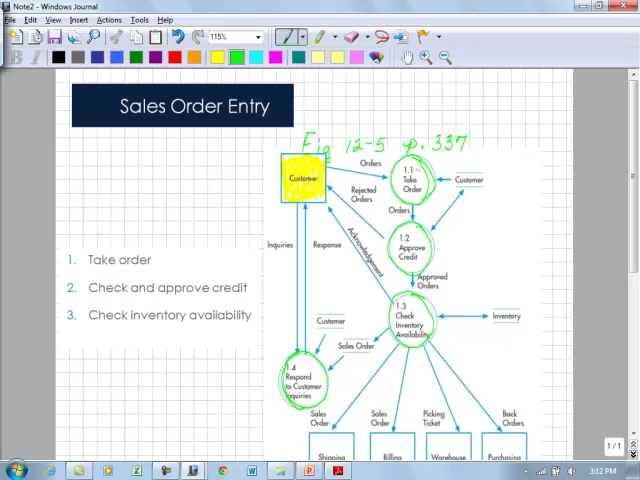 Note2 - Windows Journal
File Edit View Insert Actions Tools Help
115%
B I
Sales Order Entry
Fig 12-5 p. 337
Customer
Orders
1.1
Take
Order
Customer
Rejected
Orders
Orders
1.2
Approve
Credit
Acknowledgement
Inquiries
Response
Approved
Orders
1. Take order
2. Check and approve credit
3. Check inventory availability
1.3
Check
Inventory
Availability
Inventory
Customer
Sales Order
1.4
Respond
to Customer
Inquiries
Sales
Order
Sales
Order
Picking
Ticket
Back
Orders
Shipping
Billing
Warehouse
Purchasing
1 / 1
3:12 PM